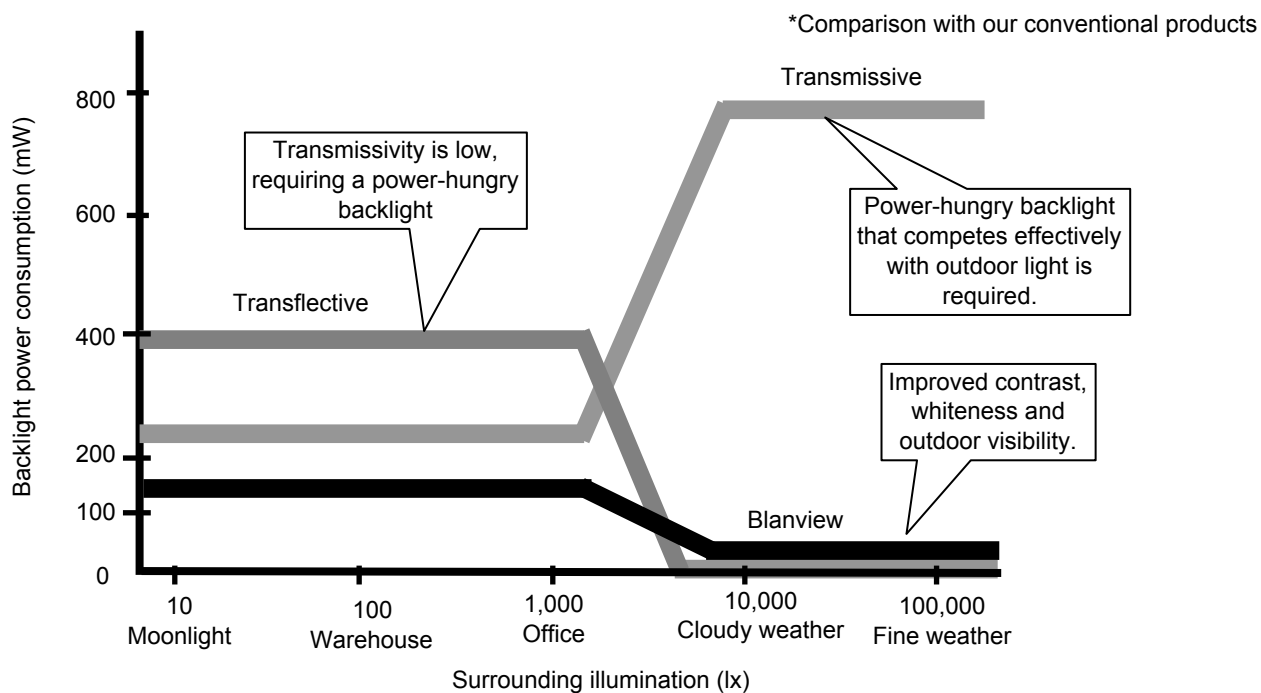 *Comparison with our conventional products
Transmissive
Backlight power consumption (mW)
800
600
400
200
100
0
Transmissivity is low,
requiring a power-hungry
backlight
Power-hungry backlight
that competes effectively
with outdoor light is
required.
Transflective
Improved contrast,
whiteness and
outdoor visibility.
Blanview
10
Moonlight
100
Warehouse
1,000
Office
10,000
Cloudy weather
100,000
Fine weather
Surrounding illumination (lx)